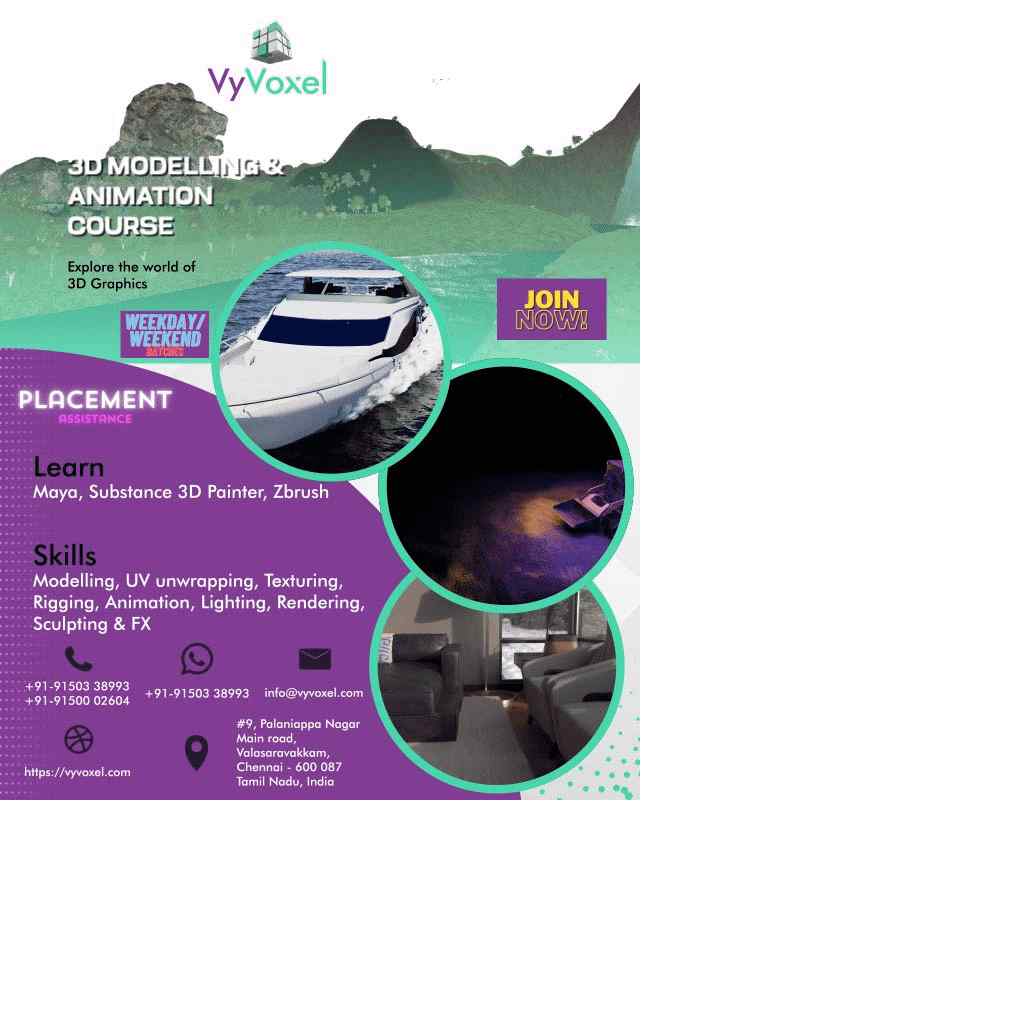 VyVoxel
3D MODELLING &
ANIMATION
COURSE
Explore the world of
3D Graphics
JOIN
NOW!
WEEKDAY/
WEEKEND
BATCHES
PLACEMENT
ASSISTANCE
Learn
Maya, Substance 3D Painter, Zbrush
Skills
Modelling, UV unwrapping, Texturing,
Rigging, Animation, Lighting, Rendering,
Sculpting & FX
+91-91503 38993
+91-91500 02604
+91-91503 38993
info@vyvoxel.com
https://vyvoxel.com
#9, Palaniappa Nagar
Main road,
Valasaravakkam,
Chennai - 600 087
Tamil Nadu, India